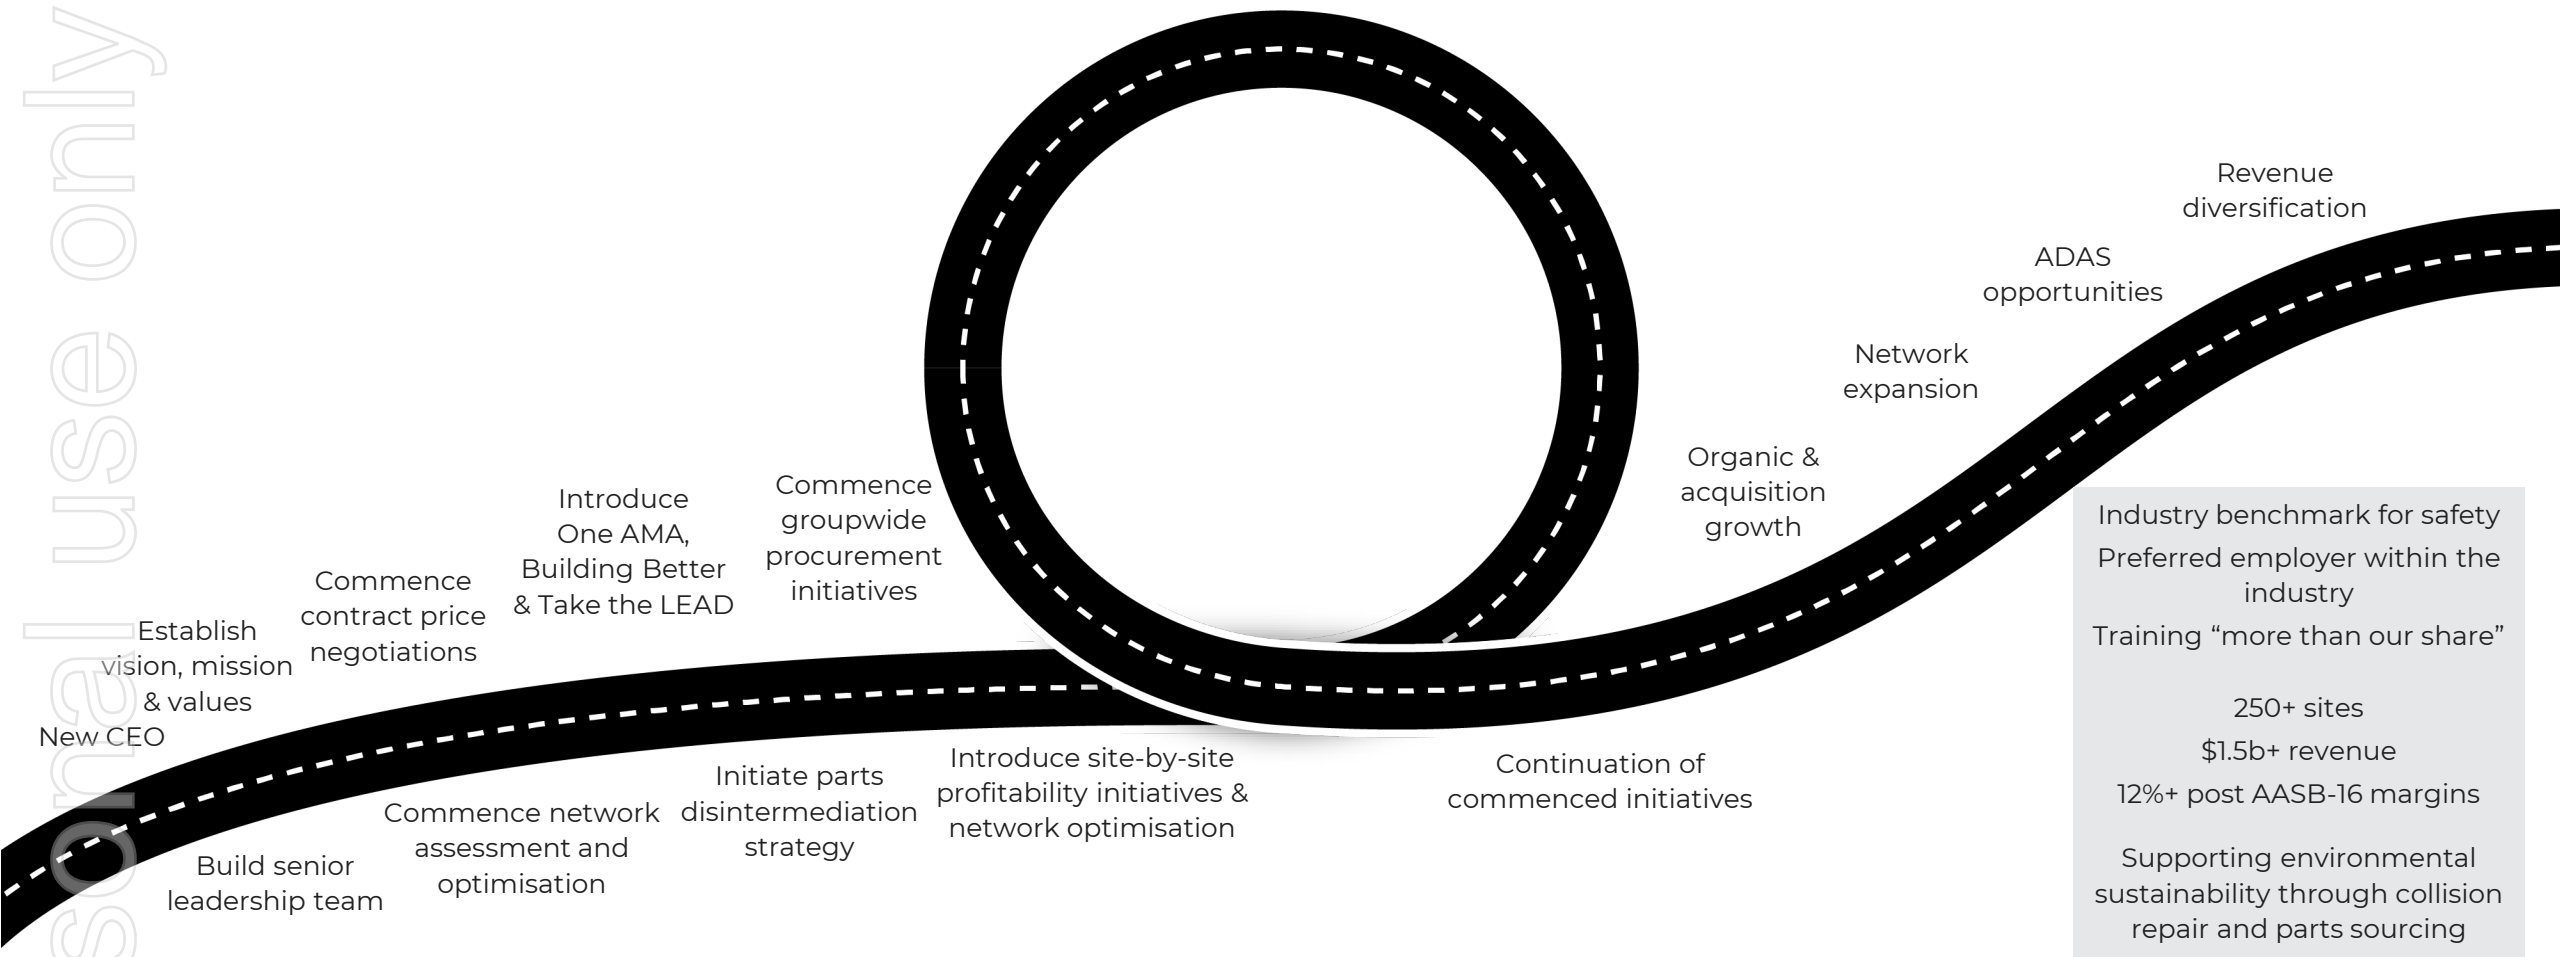 sonal use only
New CEO
Establish
vision, mission
& values
Build senior
leadership team
Commence
contract price
negotiations
Commence network
assessment and
optimisation
Introduce
One AMA,
Building Better
& Take the LEAD
Initiate parts
disintermediation
strategy
Commence
groupwide
procurement
initiatives
Introduce site-by-site
profitability initiatives &
network optimisation
Continuation of
commenced initiatives
Organic &
acquisition
growth
Network
expansion
ADAS
opportunities
Revenue
diversification
Industry benchmark for safety
Preferred employer within the
industry
Training “more than our share”
250+ sites
$1.5b+ revenue
12%+ post AASB-16 margins
Supporting environmental
sustainability through collision
repair and parts sourcing